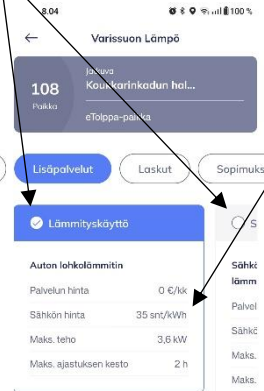 8.04
100 %
Varissuon Lämpö
108
Paikka
Jatkuva
Koukkarinkadun hal...
eTolppa-paikka
Lisäpalvelut
Laskut
Sopimuks
Lämmityskäyttö
Auton lohkolämmitin
Palvelun hinta 0 €/kk
Sähkön hinta 35 snt/kWh
Maks. teho 3,6 kW
Maks. ajastuksen kesto 2 h
S
Sähkö
lämm
Palvel
Sähkö
Maks.
Maks.